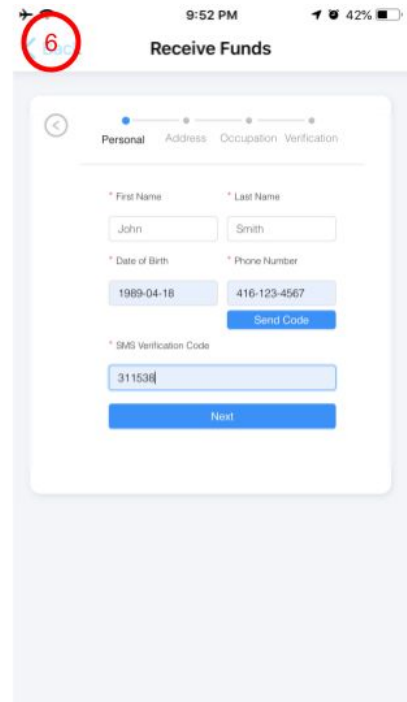 9:52 PM 42%
6
Receive Funds
Personal Address Occupation Verification
* First Name * Last Name
John Smith
* Date of Birth * Phone Number
1989-04-18 416-123-4567
Send Code
* SMS Verification Code
311538
Next